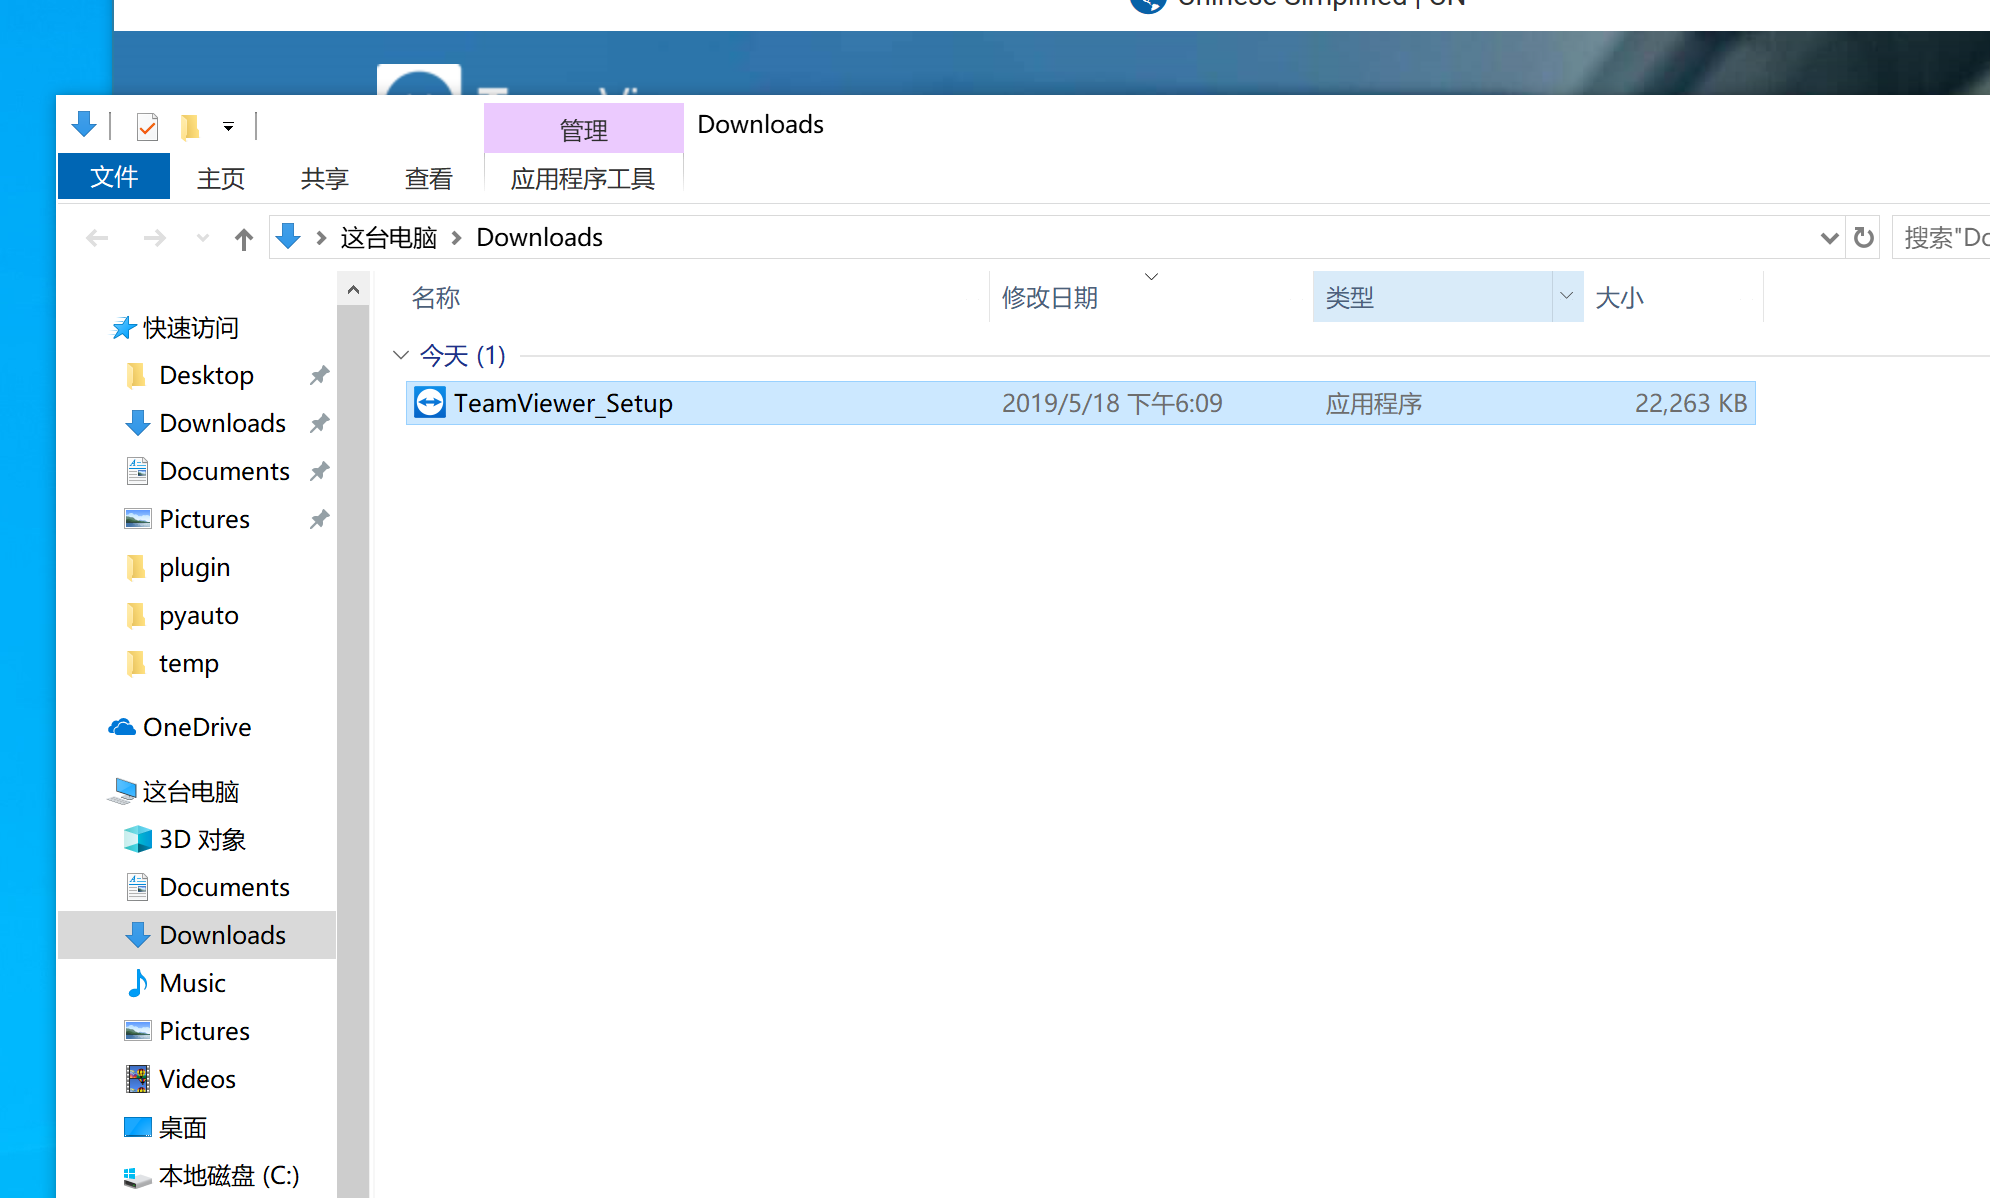 Chinese Simplified | CN
管理
Downloads
文件
主页
共享
查看
应用程序工具
这台电脑
Downloads
搜索"Do
名称
修改日期
类型
大小
快速访问
今天 (1)
Desktop
TeamViewer_Setup
2019/5/18 下午6:09
应用程序
22,263 KB
Downloads
Documents
Pictures
plugin
pyauto
temp
OneDrive
这台电脑
3D 对象
Documents
Downloads
Music
Pictures
Videos
桌面
本地磁盘 (C:)